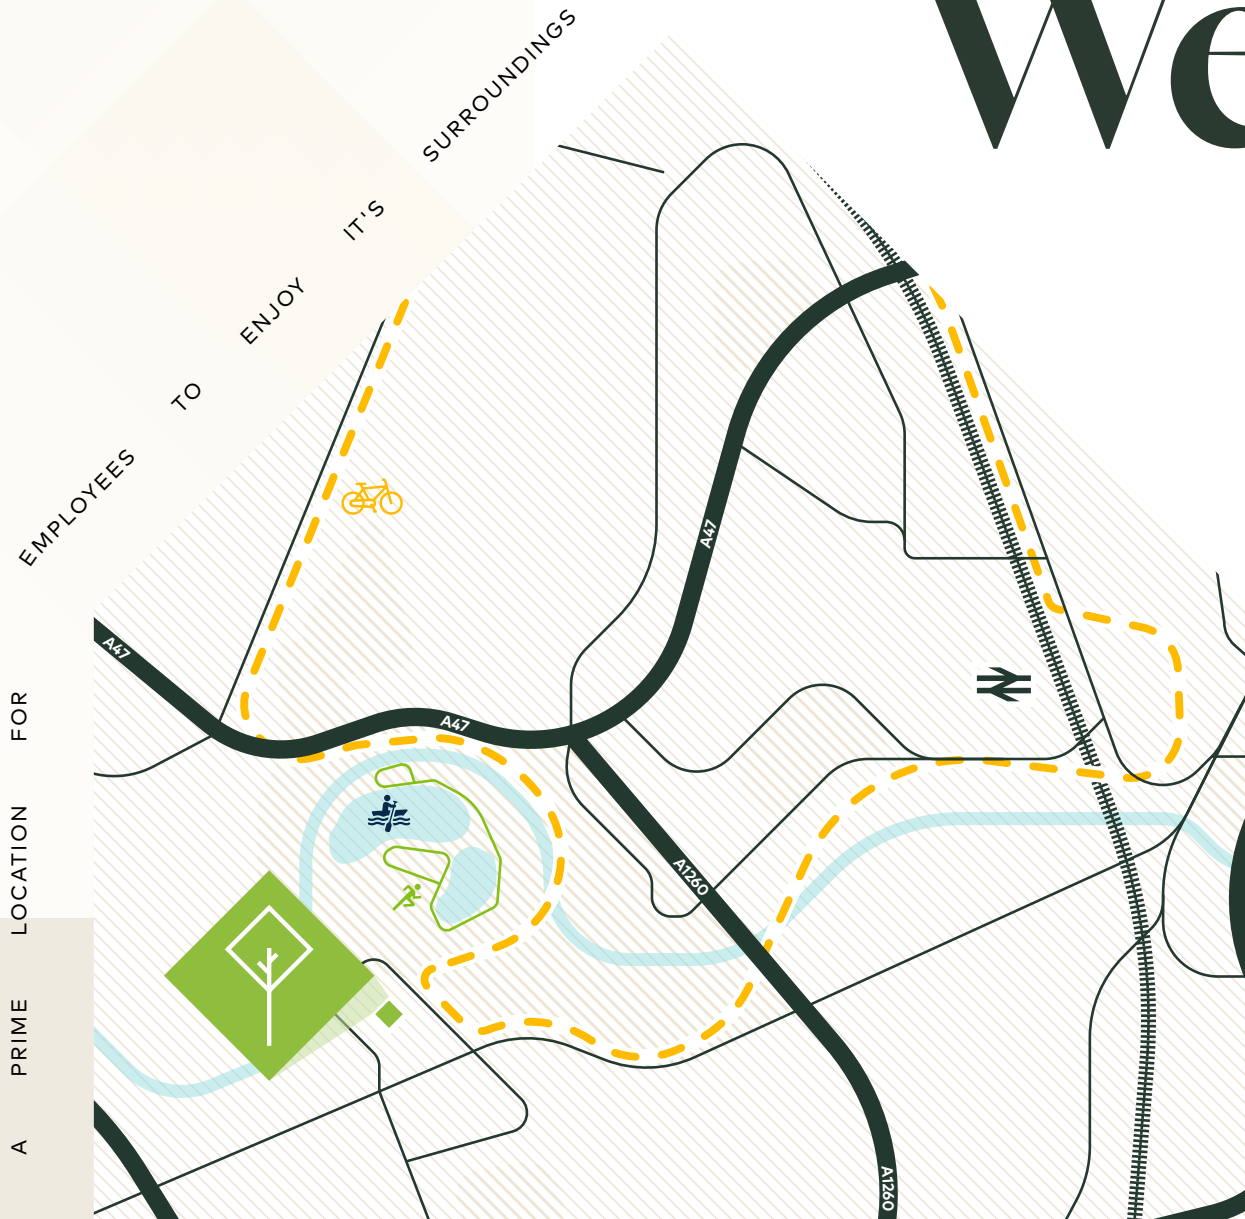 We
A PRIME LOCATION FOR EMPLOYEES TO ENJOY IT'S SURROUNDINGS
A47
A47
A47
A1260
A1260